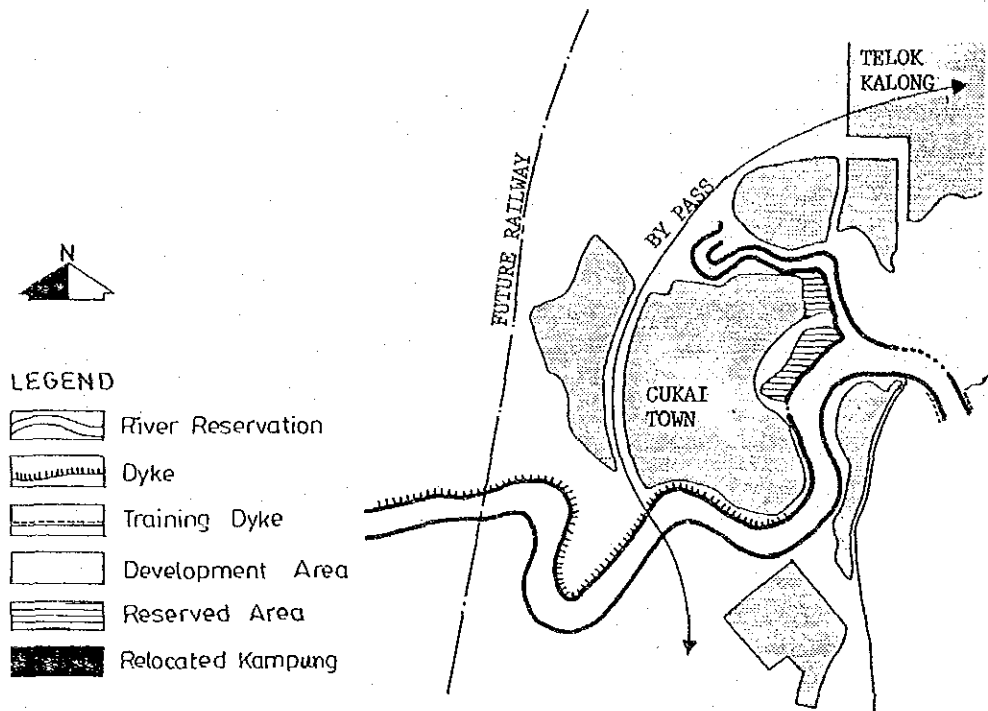 TELOK
KALONG
BY PASS
FUTURE RAILWAY
N
CUKAI
TOWN
LEGEND
River Reservation
Dyke
Training Dyke
Development Area
Reserved Area
Relocated Kampung